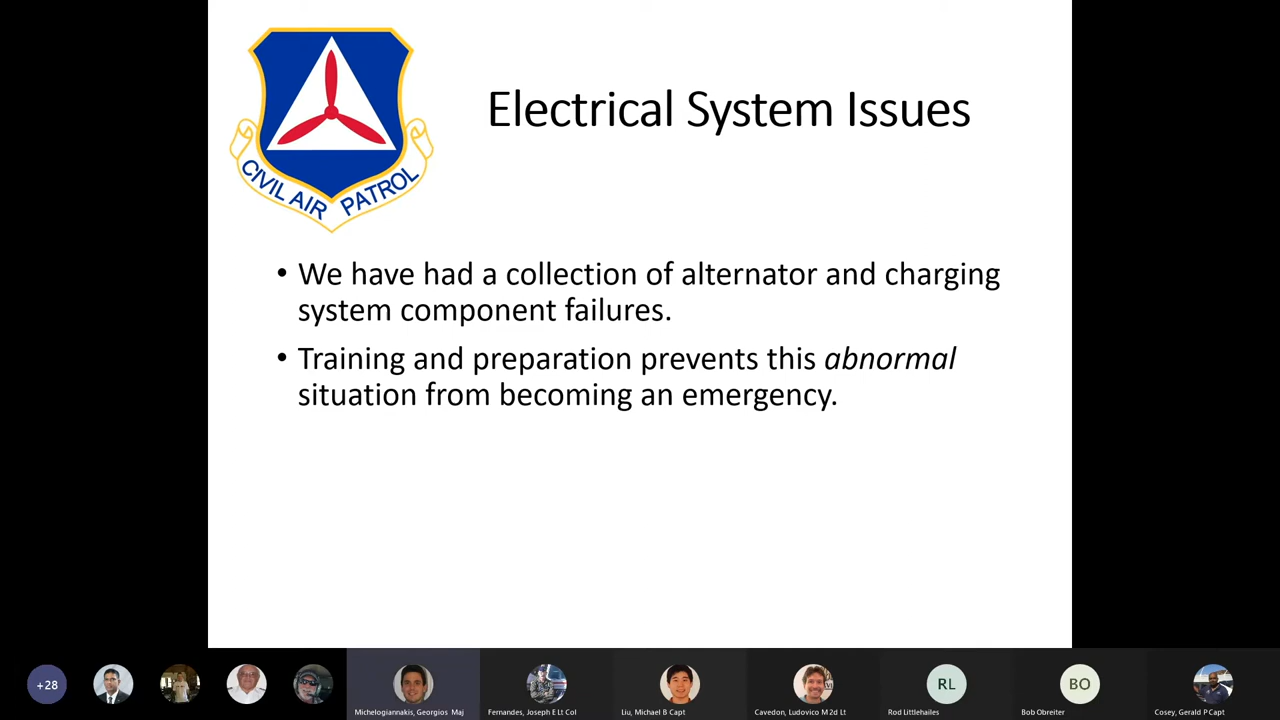 CIVIL AIR PATROL
Electrical System Issues
• We have had a collection of alternator and charging
system component failures.
• Training and preparation prevents this abnormal
situation from becoming an emergency.
+28
RL
BO
Michelogiannakis, Georgios Maj
Fernandes, Joseph E Lt Col
Liu, Michael B Capt
Cavedon, Ludovico M 2d Lt
Rod Littlehailes
Bob Obreiter
Cosey, Gerald P Capt